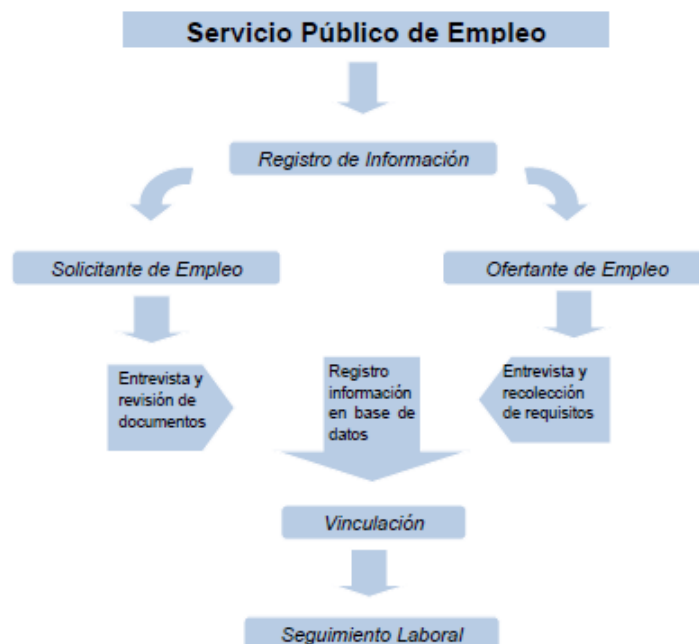 Servicio Público de Empleo
Registro de Información
Solicitante de Empleo
Ofertante de Empleo
Entrevista y
revisión de
documentos
Registro
información
en base de
datos
Entrevista y
recolección
de requisitos
Vinculación
Seguimiento Laboral